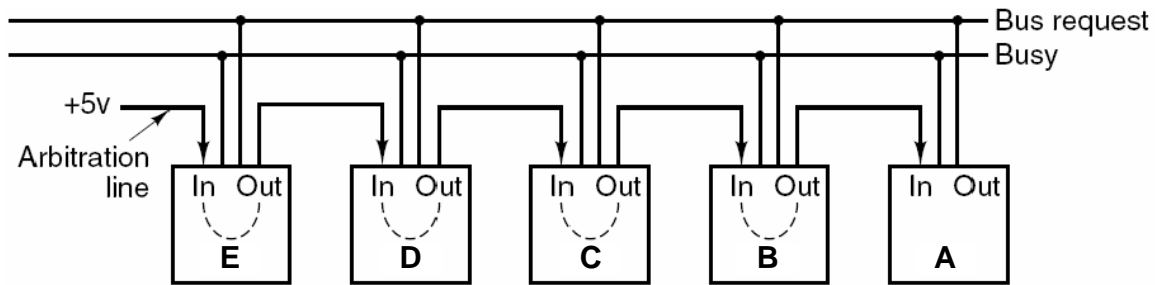 Bus request
Busy
+5v
Arbitration
line
In Out In Out In Out In Out In Out
E D C B A